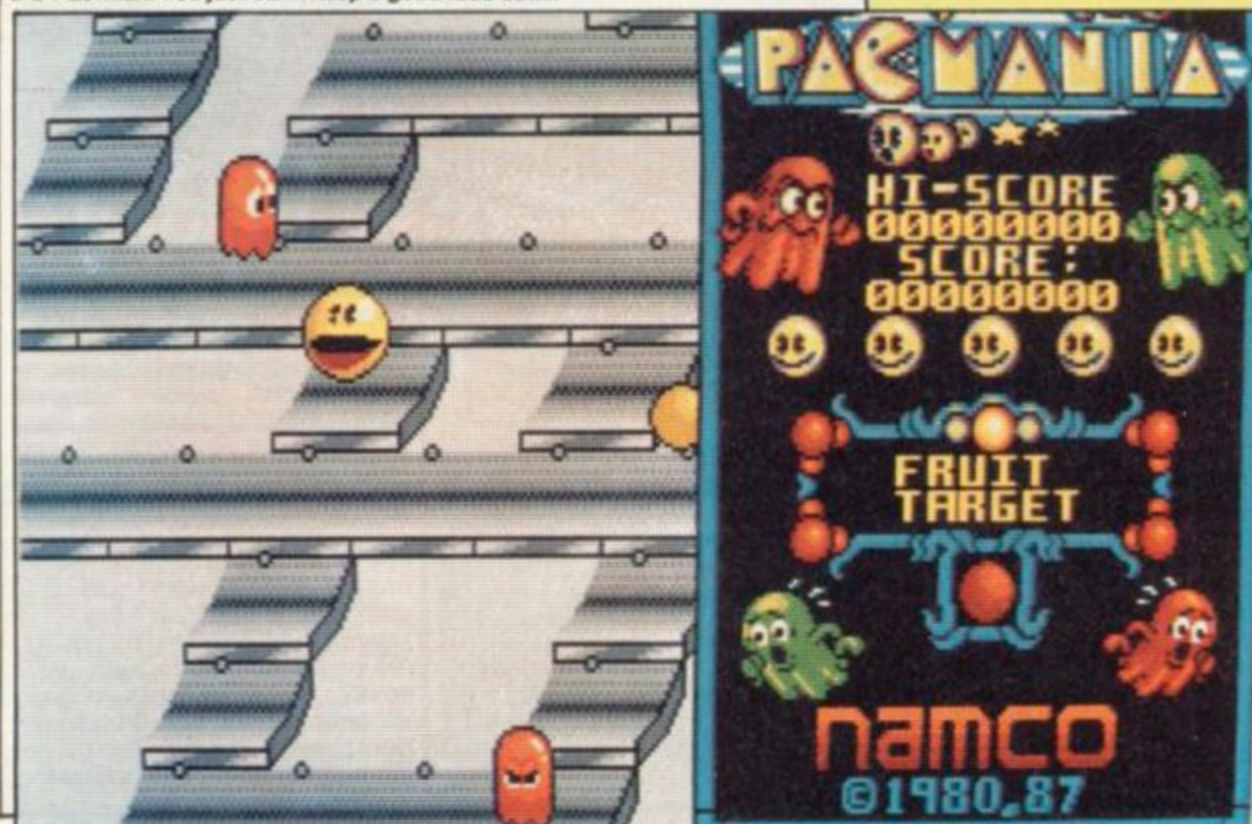 PACMANIA
HI-SCORE
00000000
SCORE:
00000000
FRUIT
TARGET
namco
©1980,87